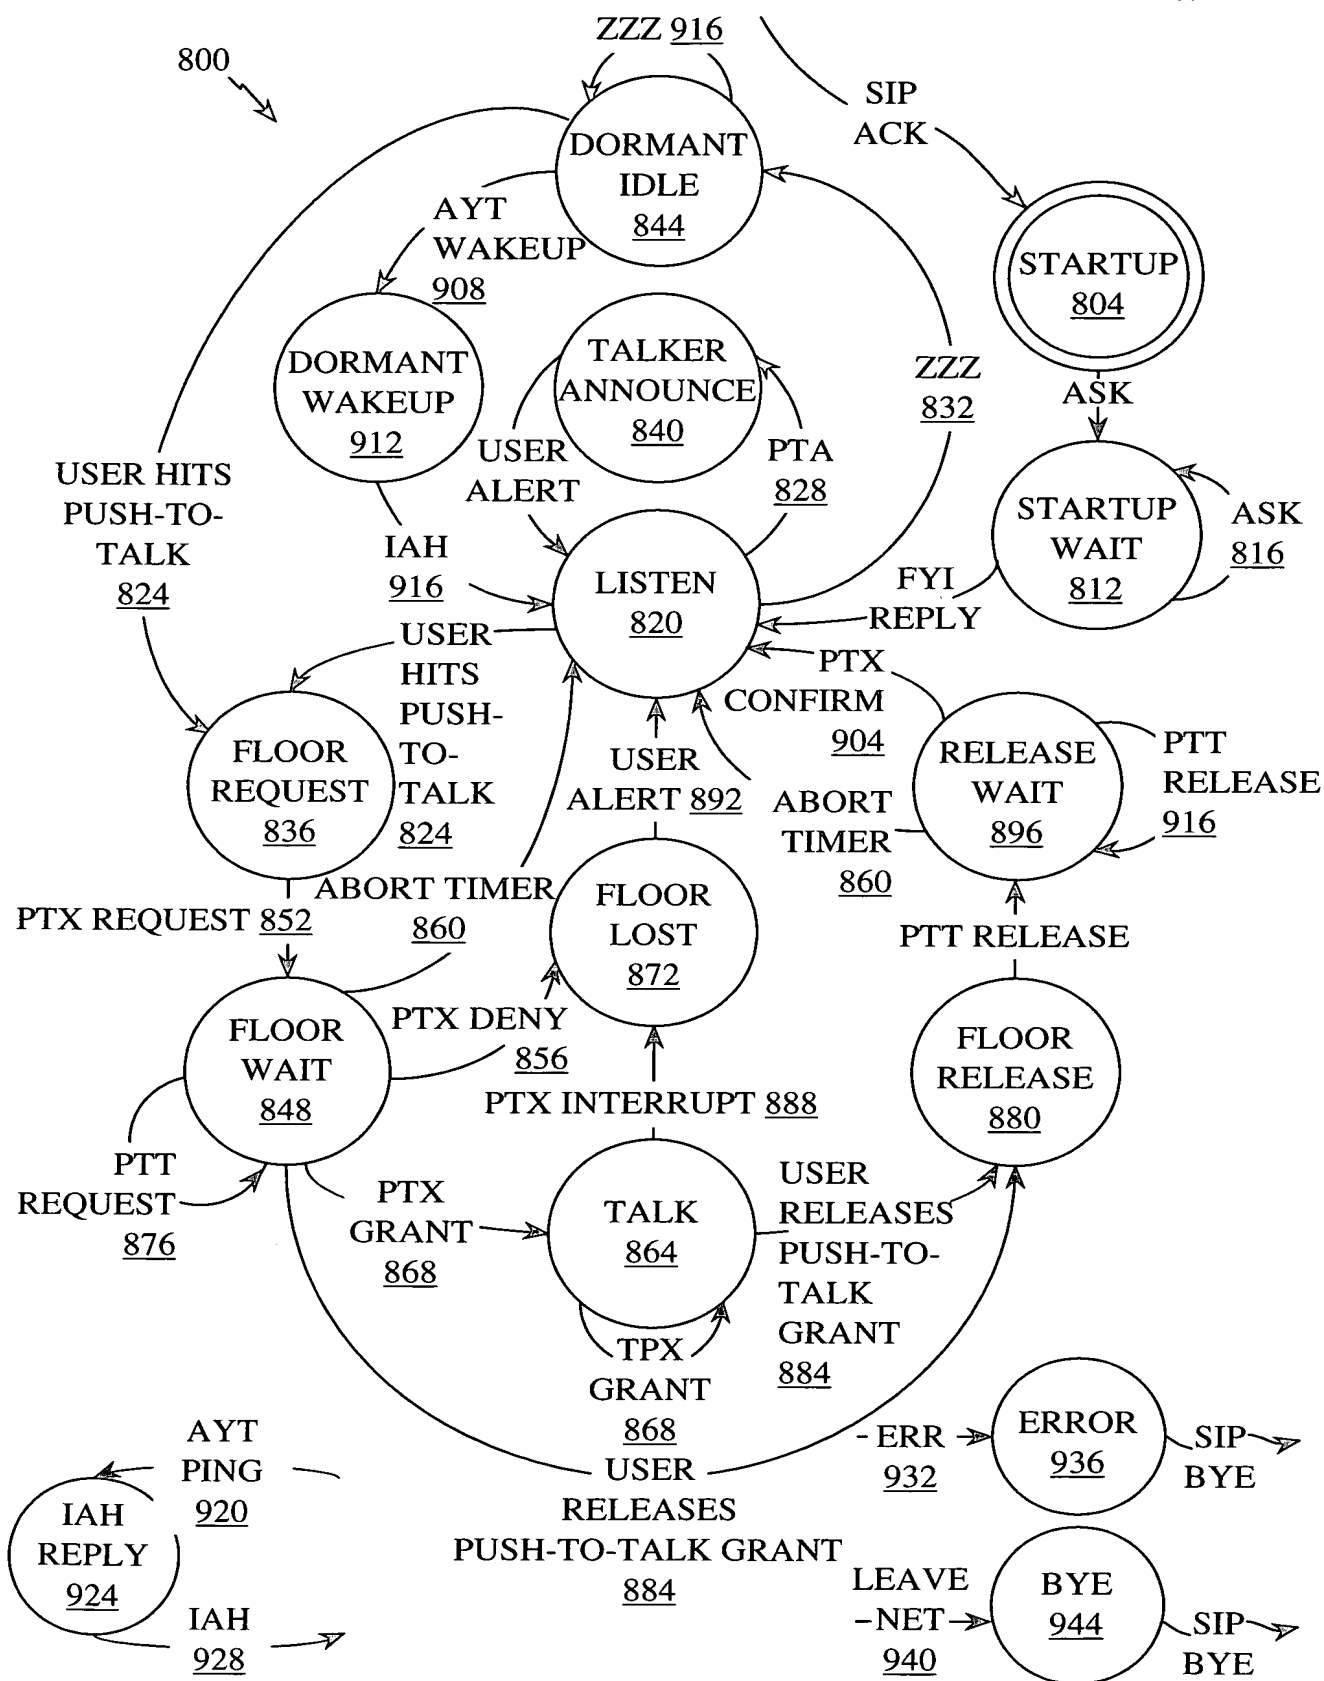 ZZZ 916
800
SIP
ACK
DORMANT
IDLE
844
AYT
WAKEUP
908
STARTUP
804
DORMANT
WAKEUP
912
TALKER
ANNOUNCE
840
ZZZ
832
ASK
USER HITS
PUSH-TO-
TALK
824
USER
ALERT
PTA
828
STARTUP
WAIT
812
ASK
816
IAH
916
LISTEN
820
FYI
REPLY
USER
HITS
PUSH-
TO-
TALK
824
PTX
CONFIRM
904
FLOOR
REQUEST
836
USER
ALERT 892
ABORT
TIMER
860
RELEASE
WAIT
896
PTT
RELEASE
916
PTX REQUEST 852
ABORT TIMER
860
FLOOR
LOST
872
PTT RELEASE
FLOOR
WAIT
848
PTX DENY
856
FLOOR
RELEASE
880
PTX INTERRUPT 888
PTT
REQUEST
876
PTX
GRANT
868
TALK
864
USER
RELEASES
PUSH-TO-
TALK
GRANT
884
TPX
GRANT
868
USER
RELEASES
PUSH-TO-TALK GRANT
884
AYT
PING
920
IAH
REPLY
924
IAH
928
-ERR
932
ERROR
936
SIP
BYE
LEAVE
-NET
940
BYE
944
SIP
BYE